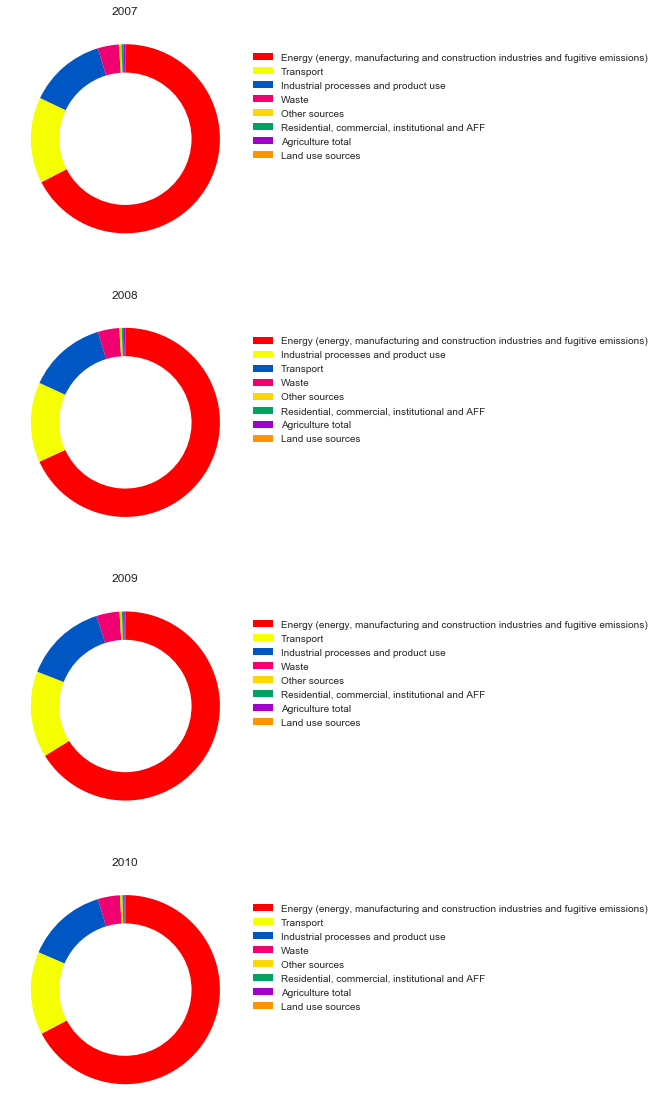 2007
Energy (energy, manufacturing and construction industries and fugitive emissions)
Transport
Industrial processes and product use
Waste
Other sources
Residential, commercial, institutional and AFF
Agriculture total
Land use sources
2008
Energy (energy, manufacturing and construction industries and fugitive emissions)
Industrial processes and product use
Transport
Waste
Other sources
Residential, commercial, institutional and AFF
Agriculture total
Land use sources
2009
Energy (energy, manufacturing and construction industries and fugitive emissions)
Transport
Industrial processes and product use
Waste
Other sources
Residential, commercial, institutional and AFF
Agriculture total
Land use sources
2010
Energy (energy, manufacturing and construction industries and fugitive emissions)
Transport
Industrial processes and product use
Waste
Other sources
Residential, commercial, institutional and AFF
Agriculture total
Land use sources